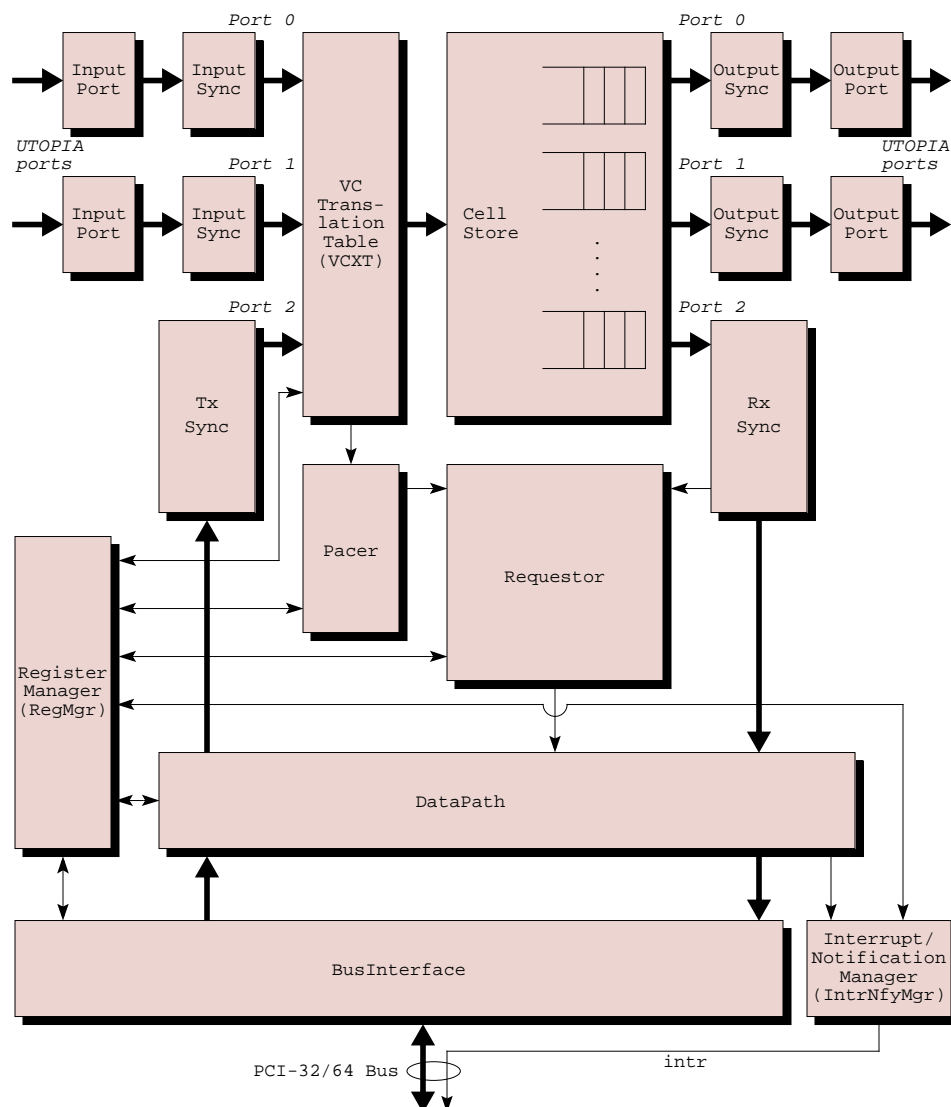 Port 0
Port 0
Input
Port
Input
Sync
Output
Sync
Output
Port
UTOPIA
ports
Port 1
Port 1
UTOPIA
ports
Input
Port
Input
Sync
VC
Trans-
lation
Table
(VCXT)
Cell
Store
Output
Sync
Output
Port
Port 2
Port 2
Tx
Sync
Rx
Sync
Pacer
Requestor
Register
Manager
(RegMgr)
DataPath
BusInterface
Interrupt/
Notification
Manager
(IntrNfyMgr)
PCI-32/64 Bus
intr